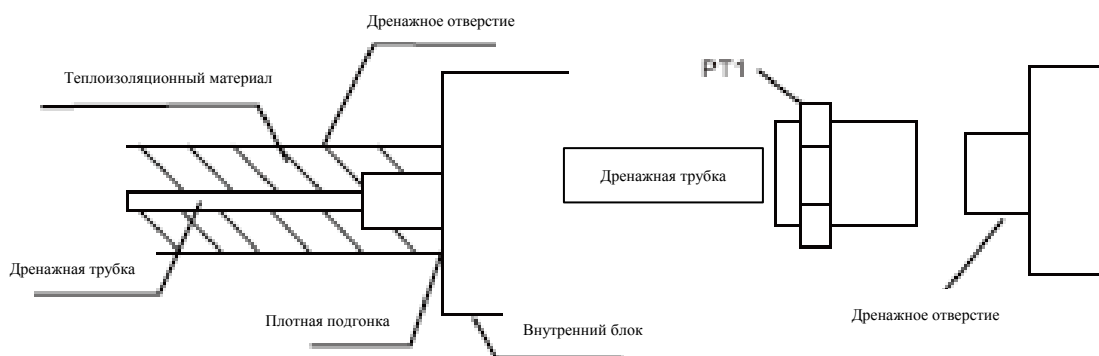 Дренажное отверстие
Теплоизоляционный материал
PT1
Дренажная трубка
Дренажная трубка
Плотная подгонка
Внутренний блок
Дренажное отверстие